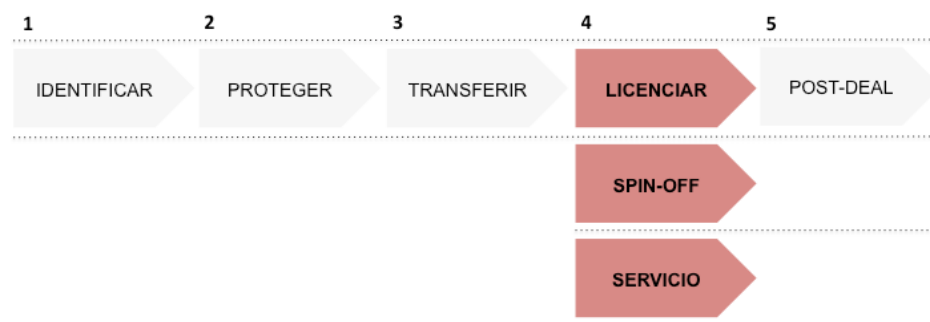 1 2 3 4 5
IDENTIFICAR PROTEGER TRANSFERIR LICENCIAR POST-DEAL
SPIN-OFF
SERVICIO